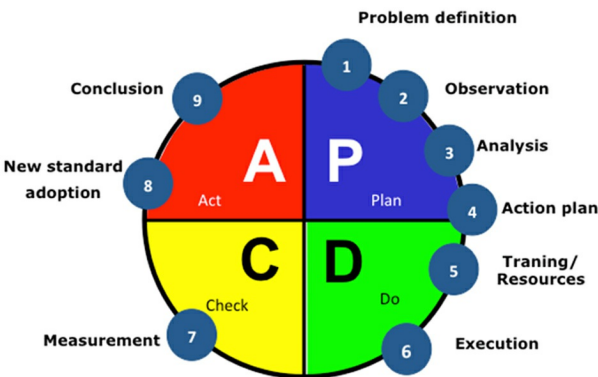 Problem definition
1
2
Observation
3
Analysis
4
Action plan
5
Traning/
Resources
6
Execution
7
Measurement
8
New standard
adoption
9
Conclusion
A
Act
P
Plan
C
Check
D
Do